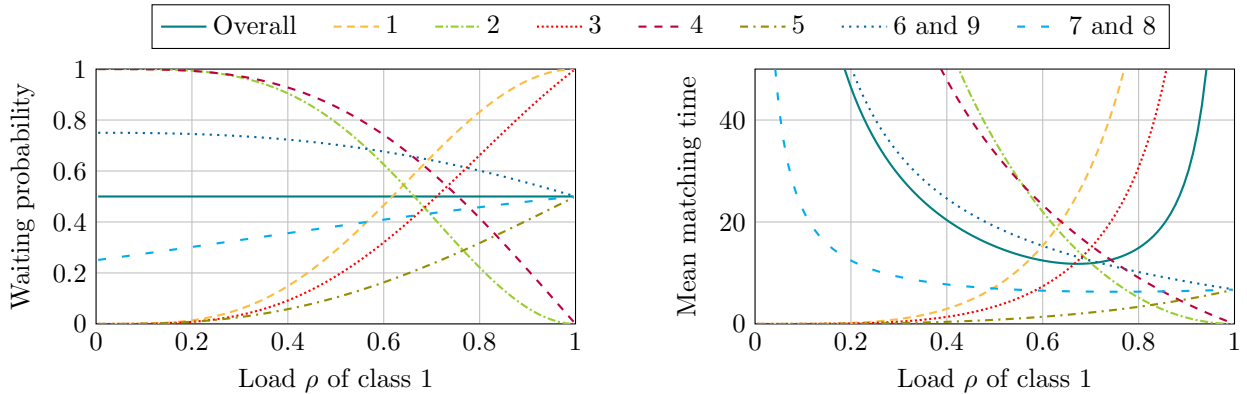 Overall 1 2 3 4 5 6 and 9 7 and 8
Waiting probability
1
0.8
0.6
0.4
0.2
0
0 0.2 0.4 0.6 0.8 1
Load ρ of class 1
Mean matching time
40
20
0
0 0.2 0.4 0.6 0.8 1
Load ρ of class 1